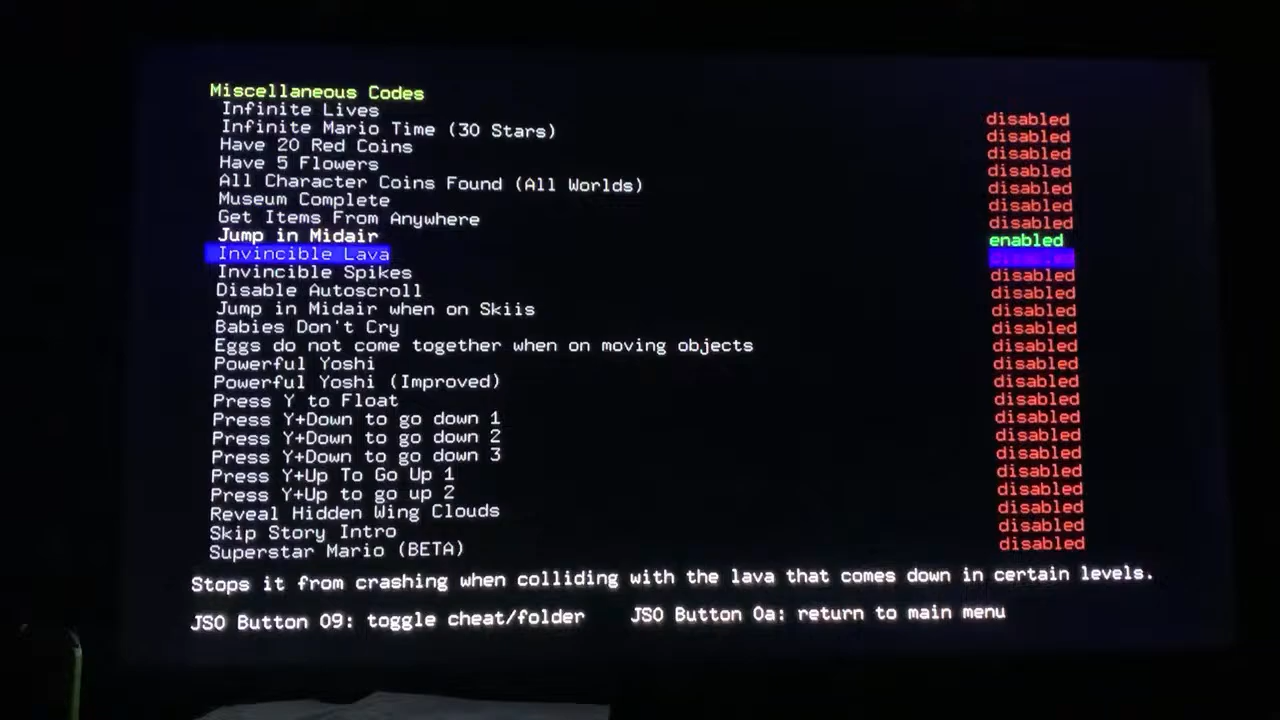 Miscellaneous Codes
Infinite Lives disabled
Infinite Mario Time (30 Stars) disabled
Have 20 Red Coins disabled
Have 5 Flowers disabled
All Character Coins Found (All Worlds) disabled
Museum Complete disabled
Get Items From Anywhere disabled
Jump in Midair enabled
Invincible Lava
Invincible Spikes disabled
Disable Autoscroll disabled
Jump in Midair when on Skiis disabled
Babies Don't Cry disabled
Eggs do not come together when on moving objects disabled
Powerful Yoshi disabled
Powerful Yoshi (Improved) disabled
Press Y to Float disabled
Press Y+Down to go down 1 disabled
Press Y+Down to go down 2 disabled
Press Y+Down to go down 3 disabled
Press Y+Up To Go Up 1 disabled
Press Y+Up to go up 2 disabled
Reveal Hidden Wing Clouds disabled
Skip Story Intro disabled
Superstar Mario (BETA) disabled
Stops it from crashing when colliding with the lava that comes down in certain levels.
JS0 Button 09: toggle cheat/folder JS0 Button 0a: return to main menu